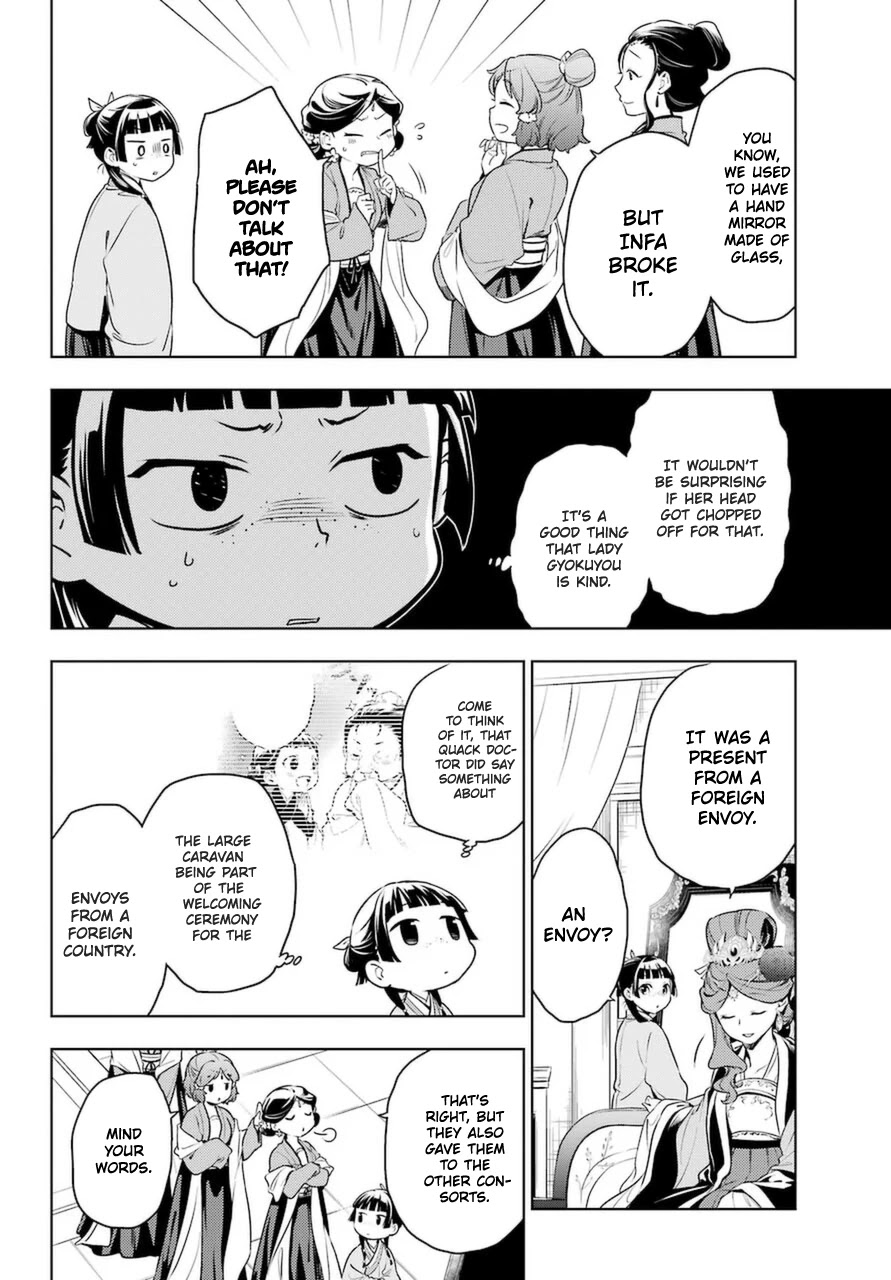 YOU
KNOW,
WE USED
TO HAVE
A HAND
MIRROR
MADE OF
GLASS,
BUT
INFA
BROKE
IT.
AH,
PLEASE
DON'T
TALK
ABOUT
THAT!
IT WOULDN'T
BE SURPRISING
IF HER HEAD
GOT CHOPPED
OFF FOR THAT.
IT'S A
GOOD THING
THAT LADY
GYOKUYOU
IS KIND.
IT WAS A
PRESENT
FROM A
FOREIGN
ENVOY.
AN
ENVOY?
COME
TO THINK
OF IT, THAT
QUACK DOC-
TOR DID SAY
SOMETHING
ABOUT
THE LARGE
CARAVAN
BEING PART
OF THE
WELCOMING
CEREMONY
FOR THE
ENVOYS
FROM A
FOREIGN
COUNTRY.
THAT'S
RIGHT, BUT
THEY ALSO
GAVE THEM
TO THE
OTHER CON-
SORTS.
MIND
YOUR
WORDS.